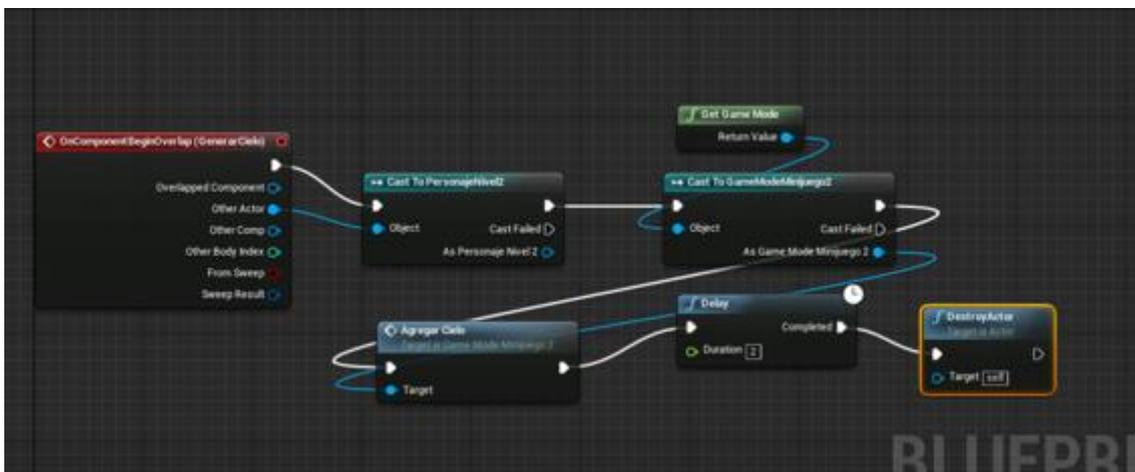 OnComponentBeginOverlap (GenerarCielo)
Overlapped Component
Other Actor
Other Comp
Other Body Index
From Sweep
Sweep Result
Cast To PersonajeNivel2
Object
Cast Failed
As Personaje Nivel 2
Get Game Mode
Return Value
Cast To GameModeMinijuego2
Object
Cast Failed
As Game Mode Minijuego 2
Agregar Cielo
Target is Game Mode Minijuego 2
Target
Delay
Completed
Duration 2
DestroyActor
Target is Actor
Target self
BLUEPR